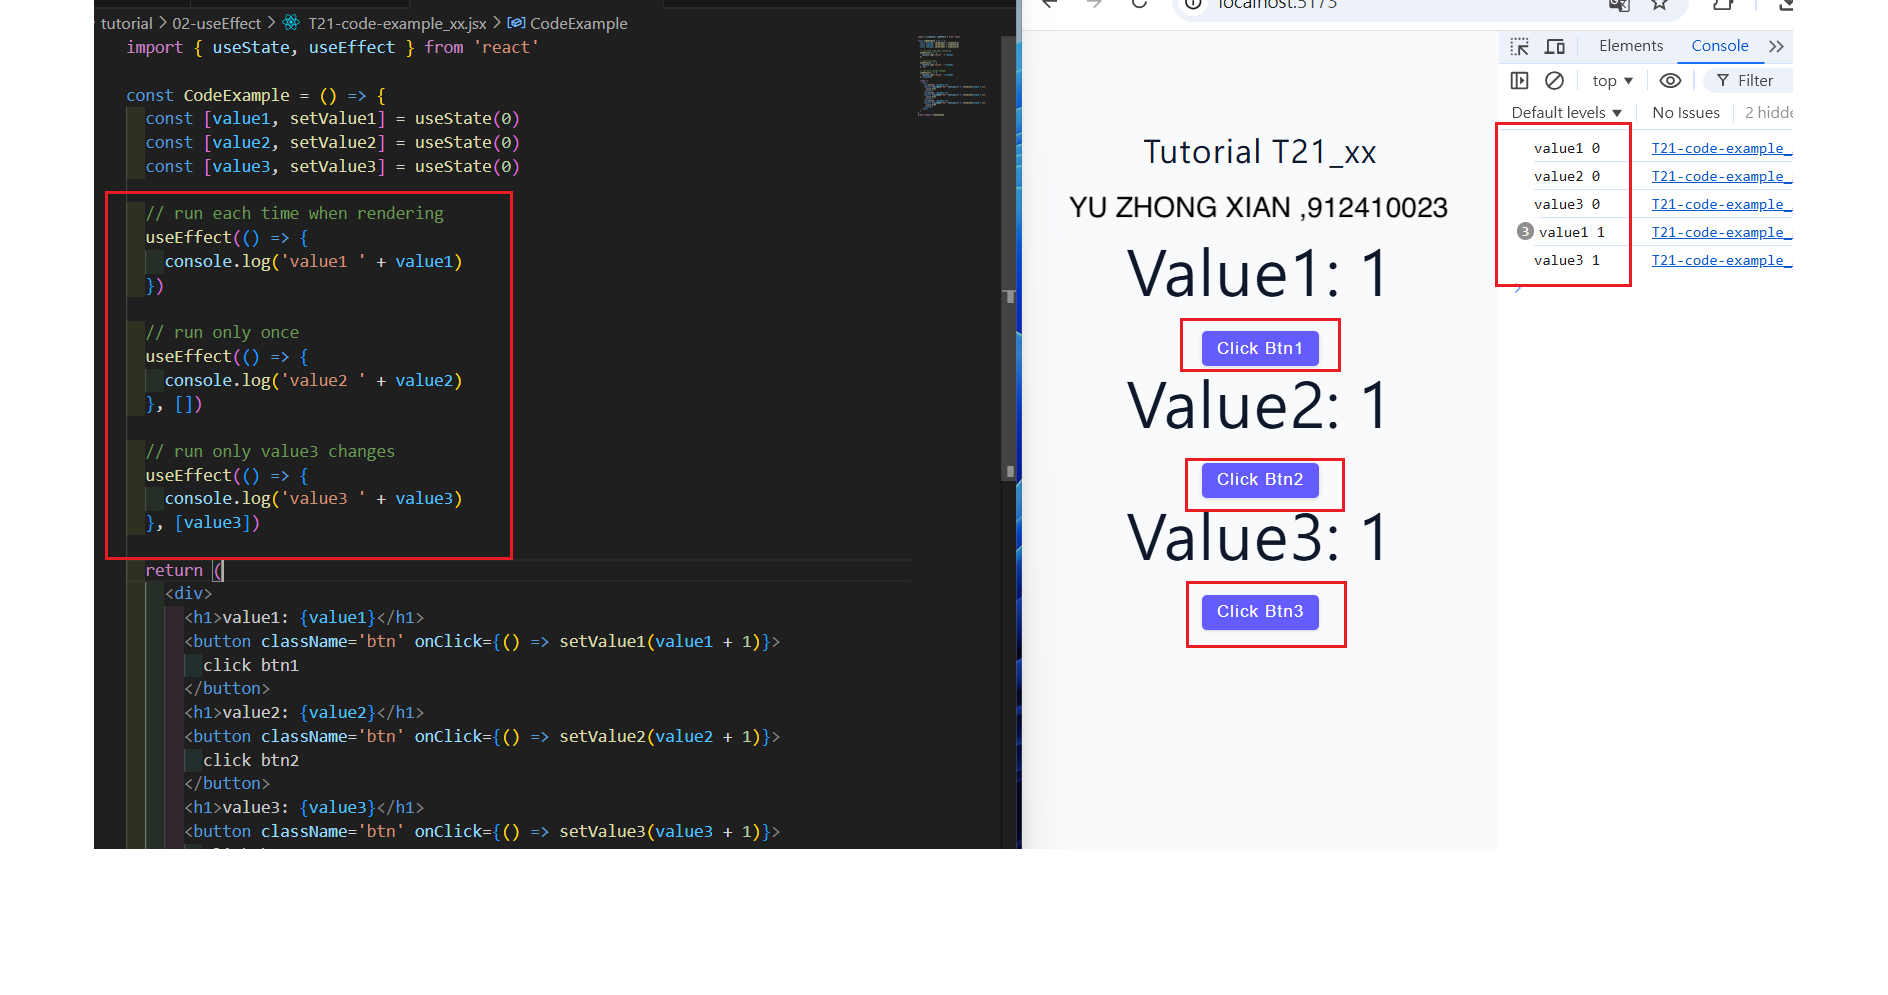 tutorial > 02-useEffect > T21-code-example_xx.jsx > CodeExample
import { useState, useEffect } from 'react'
const CodeExample = () => {
const [value1, setValue1] = useState(0)
const [value2, setValue2] = useState(0)
const [value3, setValue3] = useState(0)
// run each time when rendering
useEffect(() => {
console.log('value1 ' + value1)
})
// run only once
useEffect(() => {
console.log('value2 ' + value2)
}, [])
// run only value3 changes
useEffect(() => {
console.log('value3 ' + value3)
}, [value3])
return (
<div>
<h1>value1: {value1}</h1>
<button className='btn' onClick={() => setValue1(value1 + 1)}>
click btn1
</button>
<h1>value2: {value2}</h1>
<button className='btn' onClick={() => setValue2(value2 + 1)}>
click btn2
</button>
<h1>value3: {value3}</h1>
<button className='btn' onClick={() => setValue3(value3 + 1)}>
localhost:5173
Tutorial T21_xx
YU ZHONG XIAN ,912410023
Value1: 1
Click Btn1
Value2: 1
Click Btn2
Value3: 1
Click Btn3
Elements Console
top Filter
Default levels No Issues 2 hidde
value1 0 T21-code-example_
value2 0 T21-code-example_
value3 0 T21-code-example_
3 value1 1 T21-code-example_
value3 1 T21-code-example_